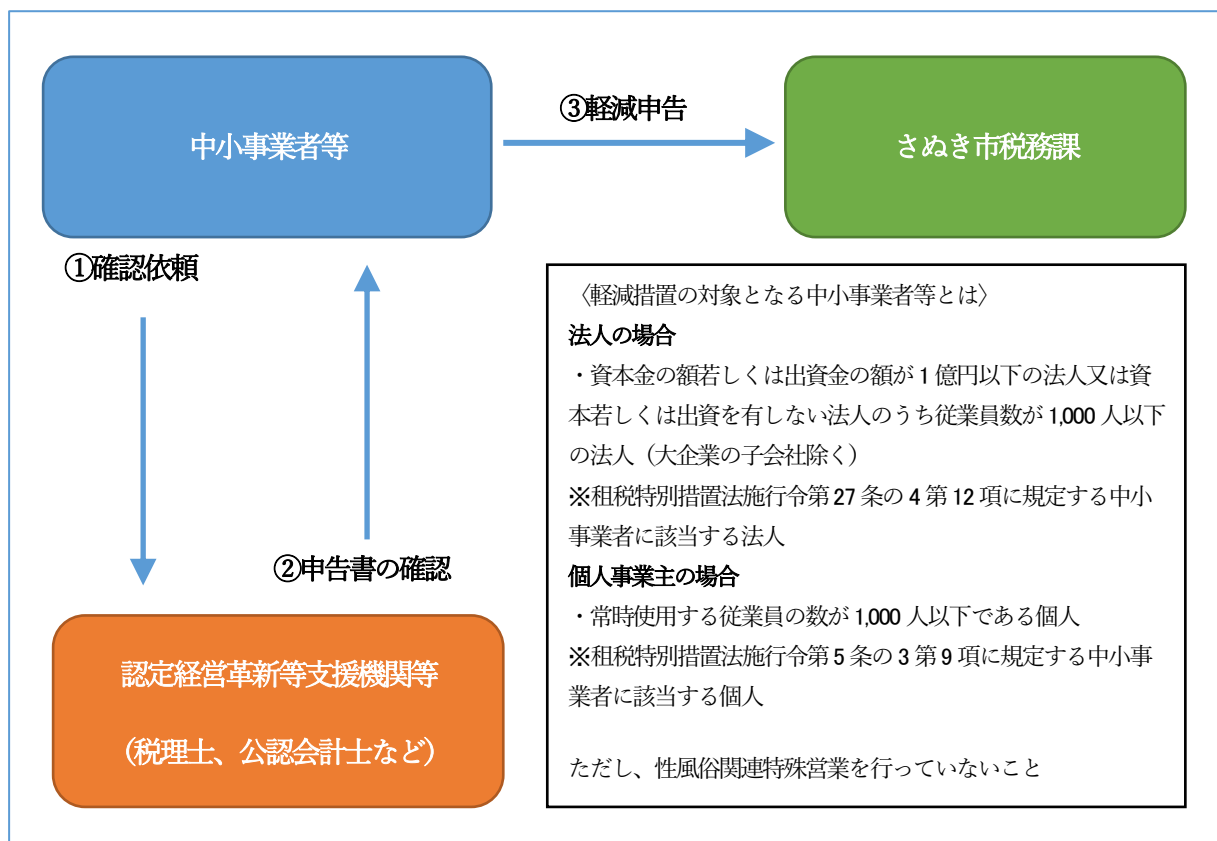 中小事業者等
③軽減申告
さぬき市税務課
①確認依頼
②申告書の確認
認定経営革新等支援機関等
（税理士、公認会計士など）
〈軽減措置の対象となる中小事業者等とは〉
法人の場合
・資本金の額若しくは出資金の額が1億円以下の法人又は資
本若しくは出資を有しない法人のうち従業員数が1,000人以下
の法人（大企業の子会社除く）
※租税特別措置法施行令第27条の4第12項に規定する中小
事業者に該当する法人
個人事業主の場合
・常時使用する従業員の数が1,000人以下である個人
※租税特別措置法施行令第5条の3第9項に規定する中小事
業者に該当する個人
ただし、性風俗関連特殊営業を行っていないこと